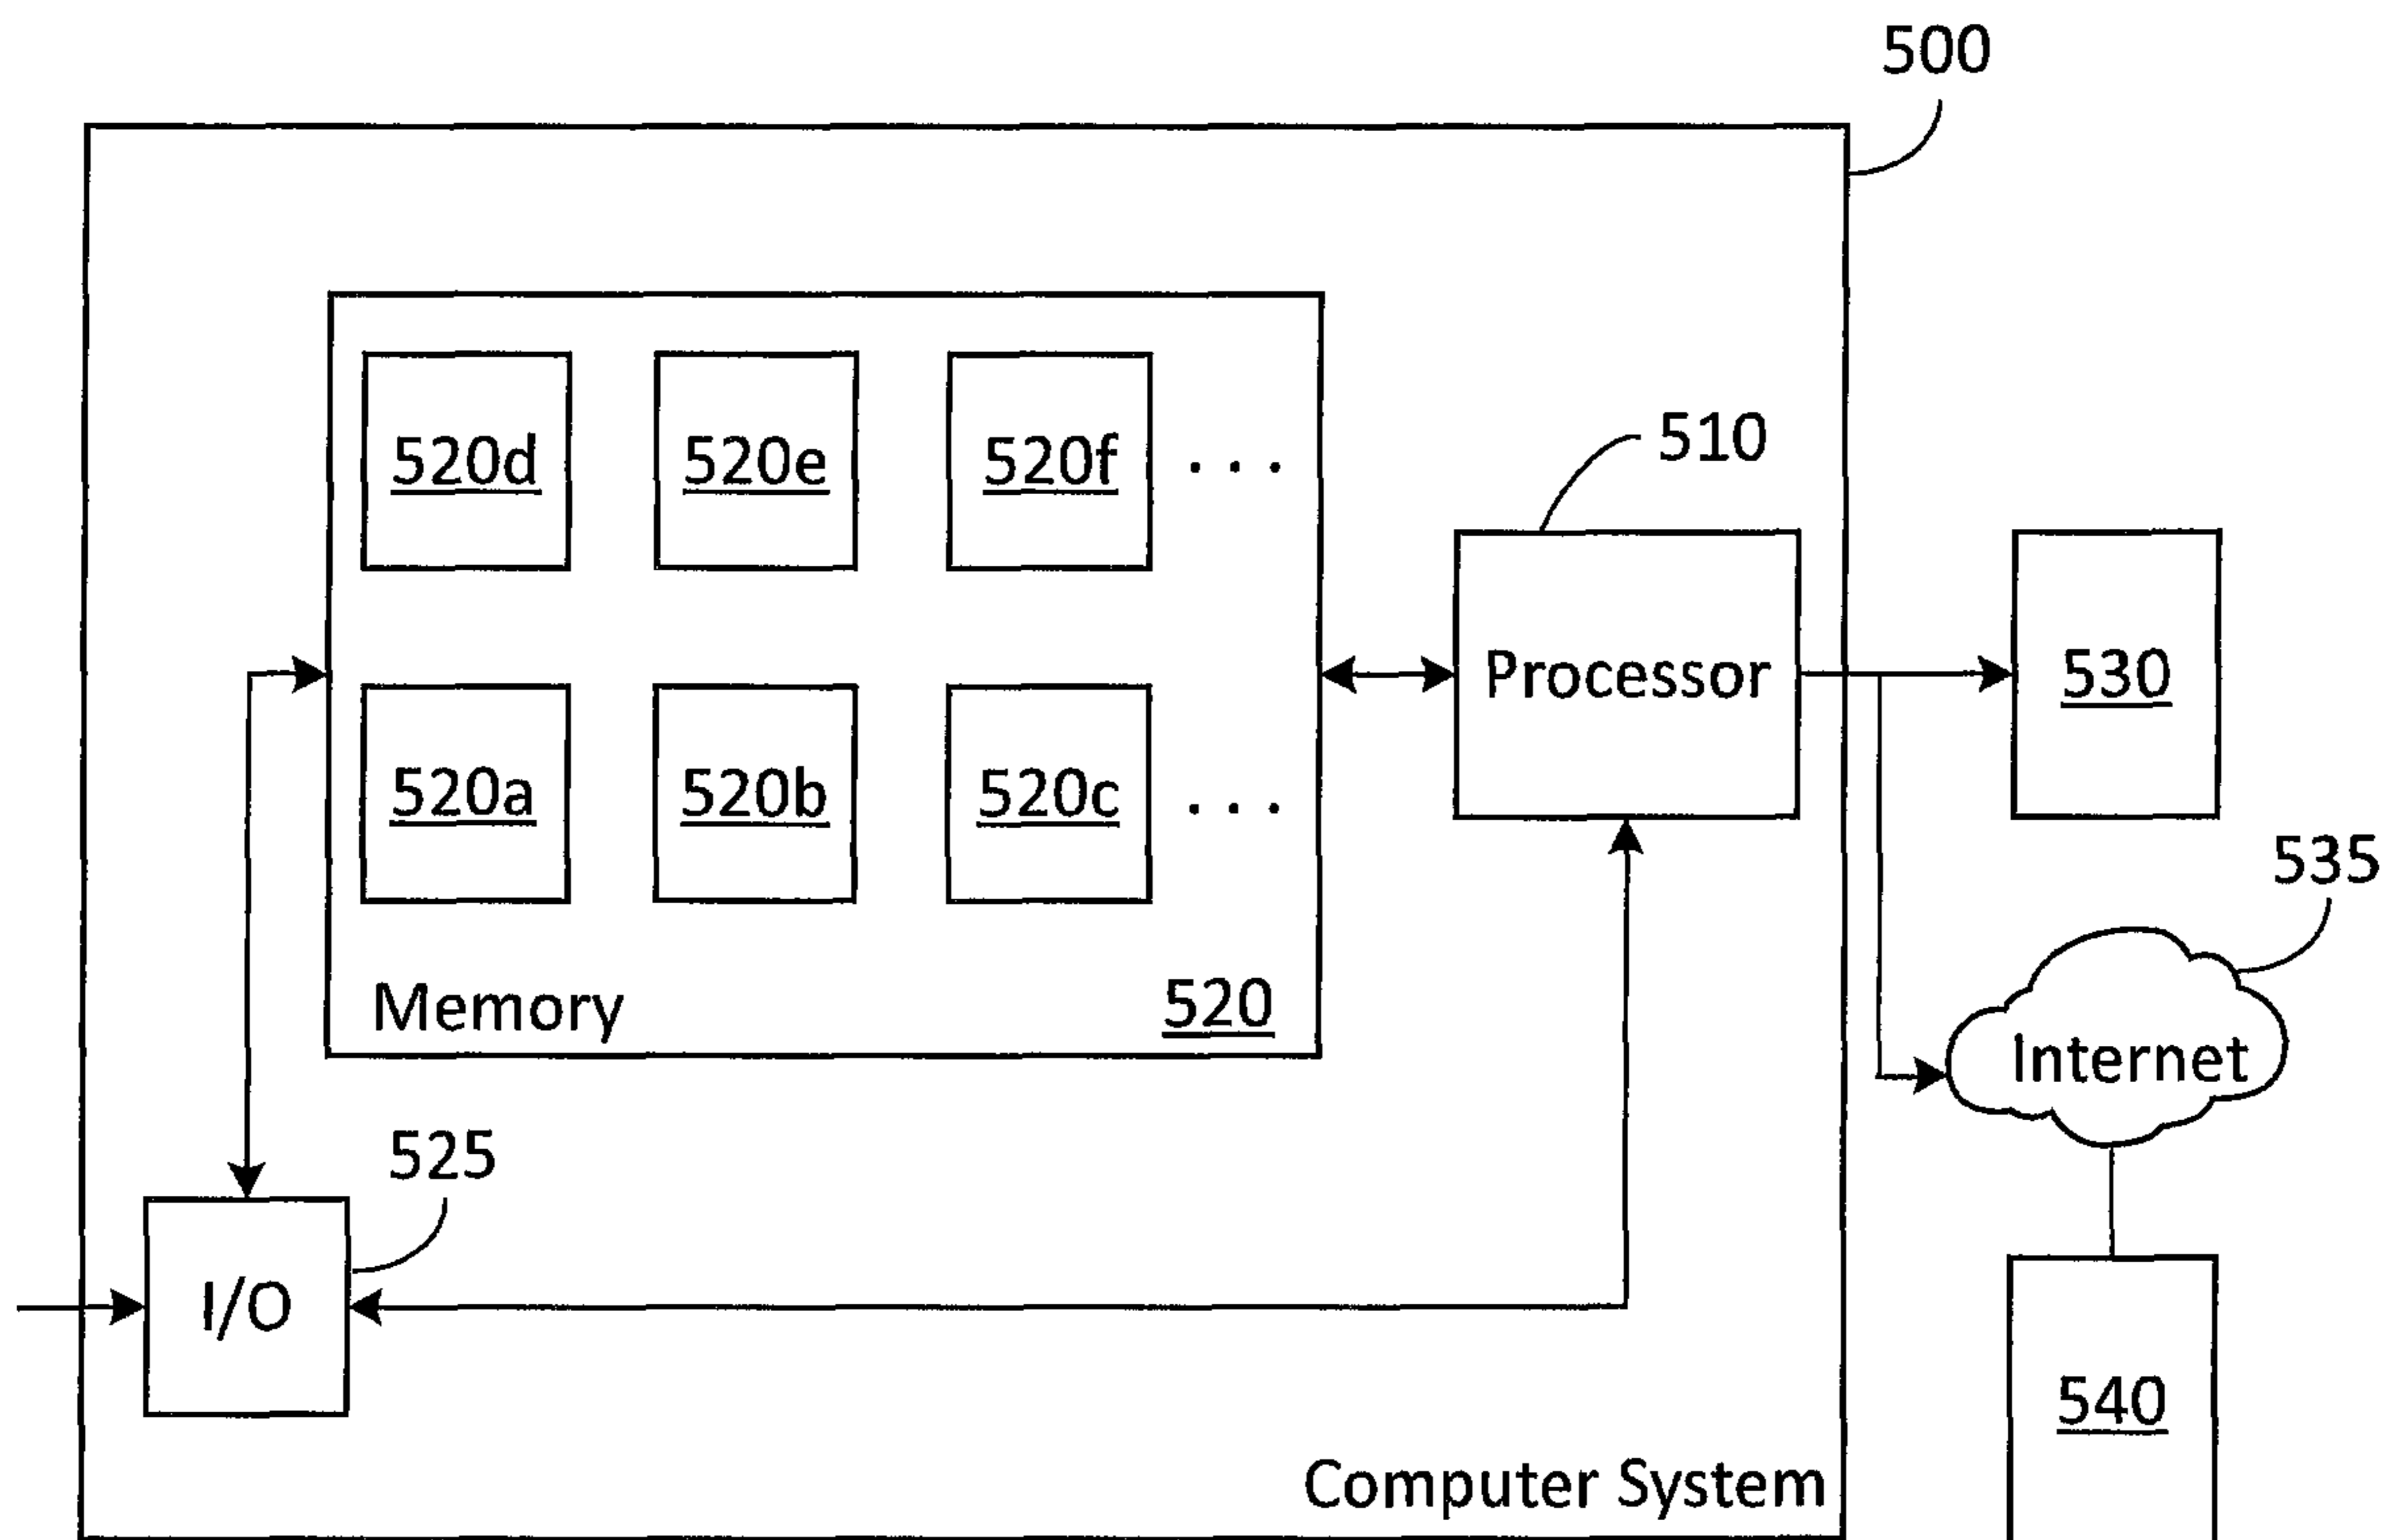 500
520d 520e 520f ...
510
Processor
530
520a 520b 520c ...
535
Memory 520
Internet
525
I/O
540
Computer System